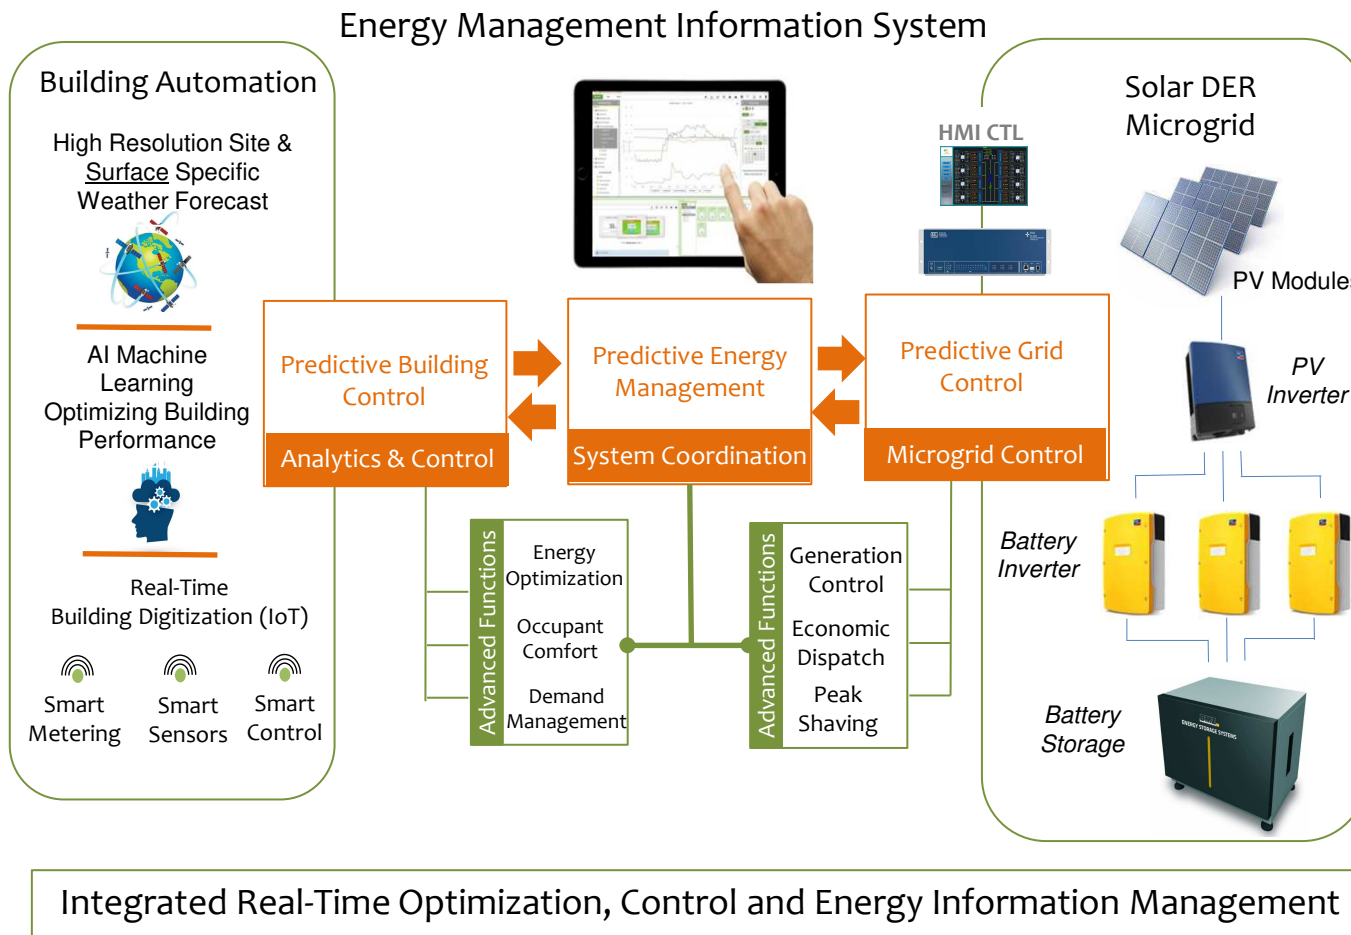 Energy Management Information System
Building Automation
High Resolution Site &
Surface Specific
Weather Forecast
AI Machine
Learning
Optimizing Building
Performance
Real-Time
Building Digitization (IoT)
Smart
Metering
Smart
Sensors
Smart
Control
HMI CTL
Predictive Building
Control
Analytics & Control
Predictive Energy
Management
System Coordination
Predictive Grid
Control
Microgrid Control
Advanced Functions
Energy
Optimization
Occupant
Comfort
Demand
Management
Advanced Functions
Generation
Control
Economic
Dispatch
Peak
Shaving
Solar DER
Microgrid
PV Modules
PV
Inverter
Battery
Inverter
Battery
Storage
ENERGY STORAGE SYSTEMS
Integrated Real-Time Optimization, Control and Energy Information Management